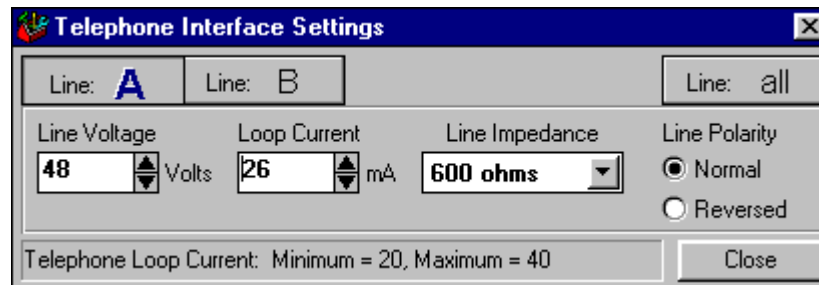 Telephone Interface Settings
Line: A Line: B Line: all
Line Voltage Loop Current Line Impedance Line Polarity
48 Volts 26 mA 600 ohms Normal
Reversed
Telephone Loop Current: Minimum = 20, Maximum = 40 Close